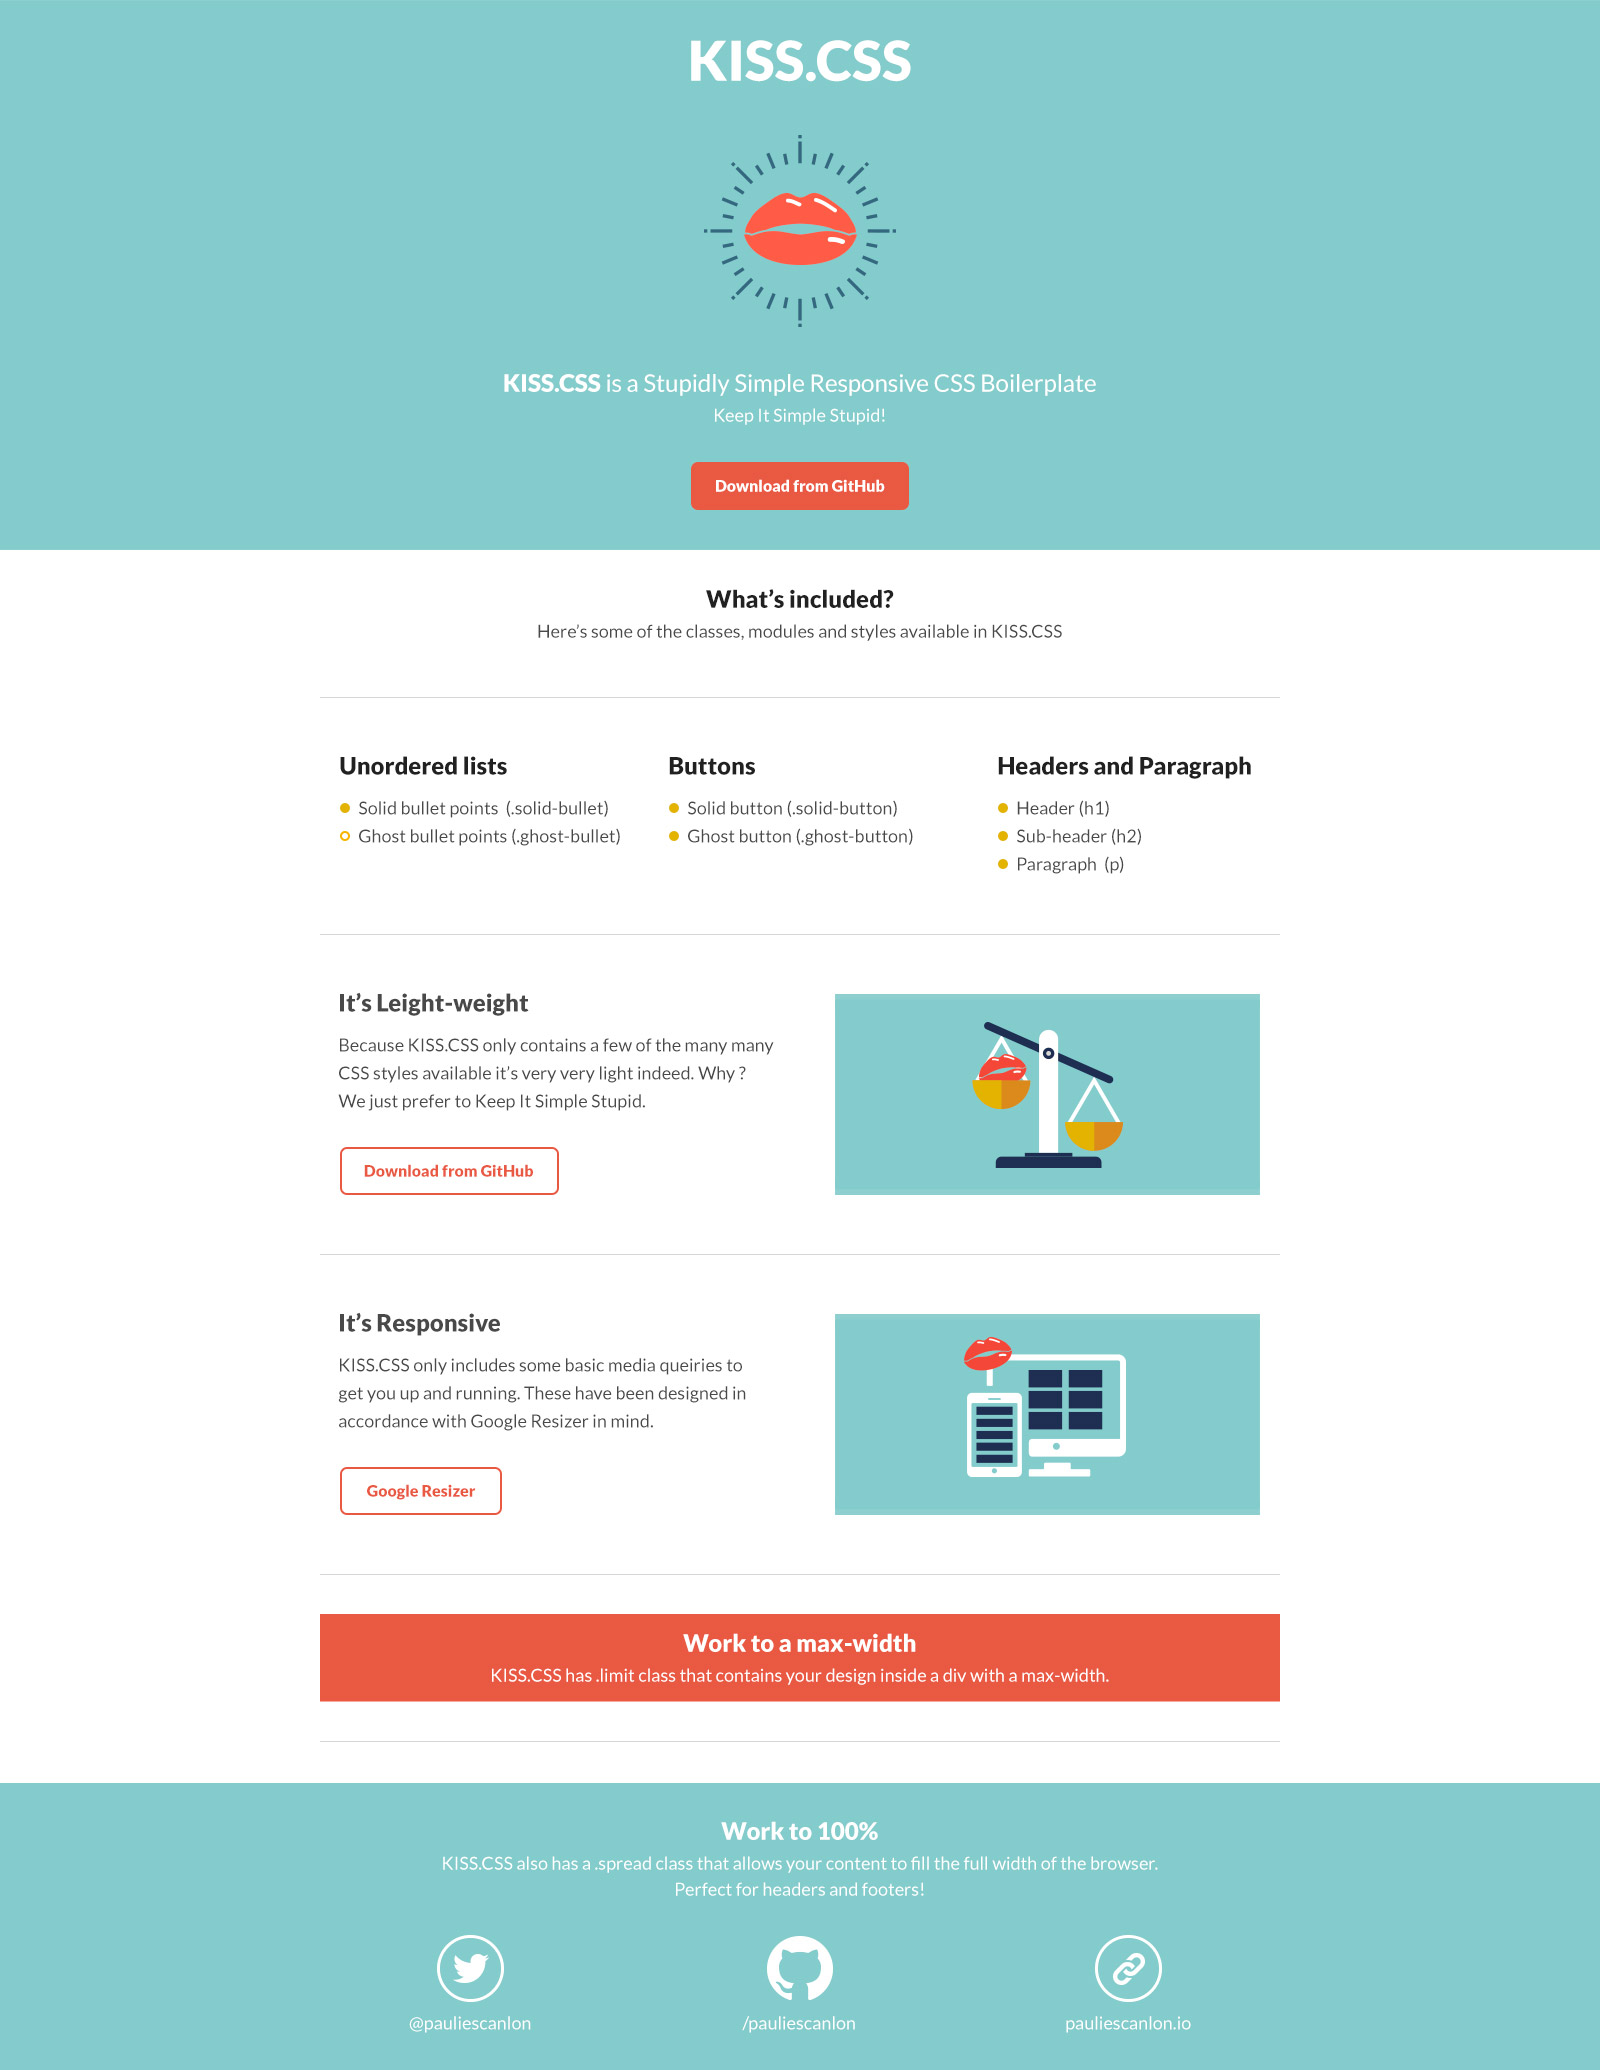 KISS.CSS
KISS.CSS is a Stupidly Simple Responsive CSS Boilerplate
Keep It Simple Stupid!
Download from GitHub
What’s included?
Here’s some of the classes, modules and styles available in KISS.CSS
Unordered lists
Solid bullet points (.solid-bullet)
Ghost bullet points (.ghost-bullet)
Buttons
Solid button (.solid-button)
Ghost button (.ghost-button)
Headers and Paragraph
Header (h1)
Sub-header (h2)
Paragraph (p)
It’s Leight-weight
Because KISS.CSS only contains a few of the many many
CSS styles available it’s very very light indeed. Why ?
We just prefer to Keep It Simple Stupid.
Download from GitHub
It’s Responsive
KISS.CSS only includes some basic media queiries to
get you up and running. These have been designed in
accordance with Google Resizer in mind.
Google Resizer
Work to a max-width
KISS.CSS has .limit class that contains your design inside a div with a max-width.
Work to 100%
KISS.CSS also has a .spread class that allows your content to fill the full width of the browser.
Perfect for headers and footers!
@pauliescanlon
/pauliescanlon
pauliescanlon.io